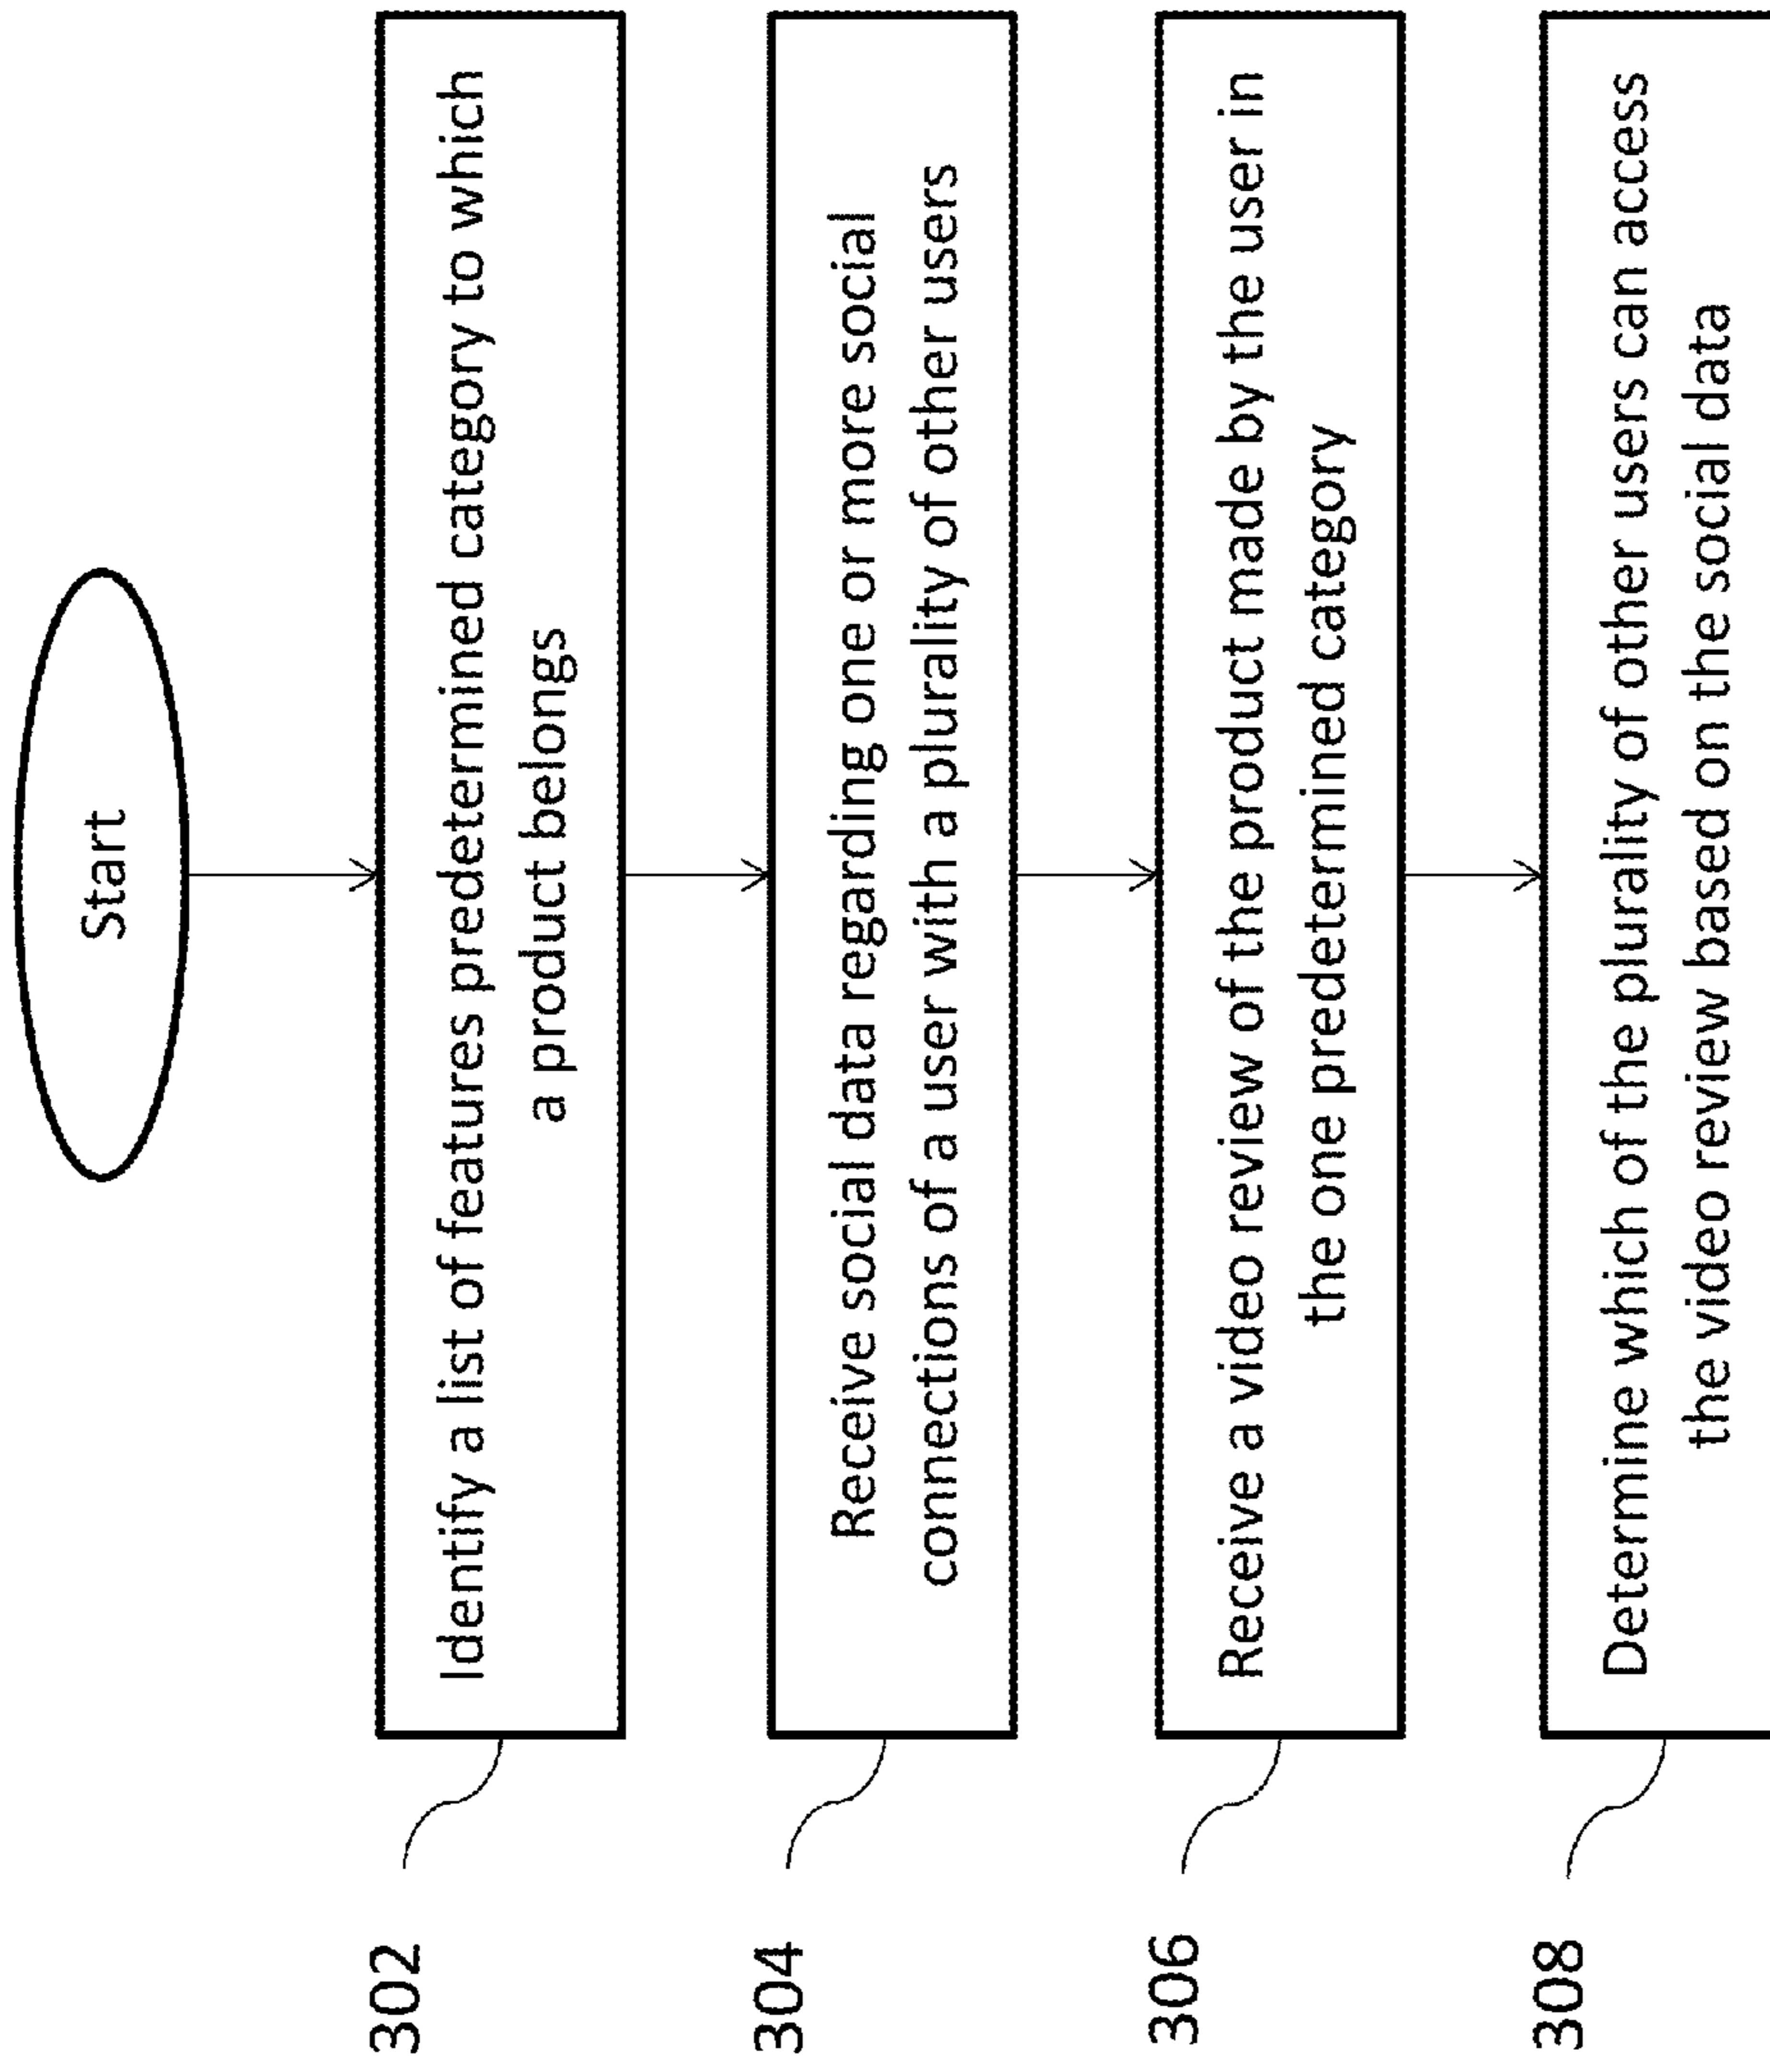 Start
302
Identify a list of features predetermined category to which
a product belongs
304
Receive social data regarding one or more social
connections of a user with a plurality of other users
306
Receive a video review of the product made by the user in
the one predetermined category
308
Determine which of the plurality of other users can access
the video review based on the social data